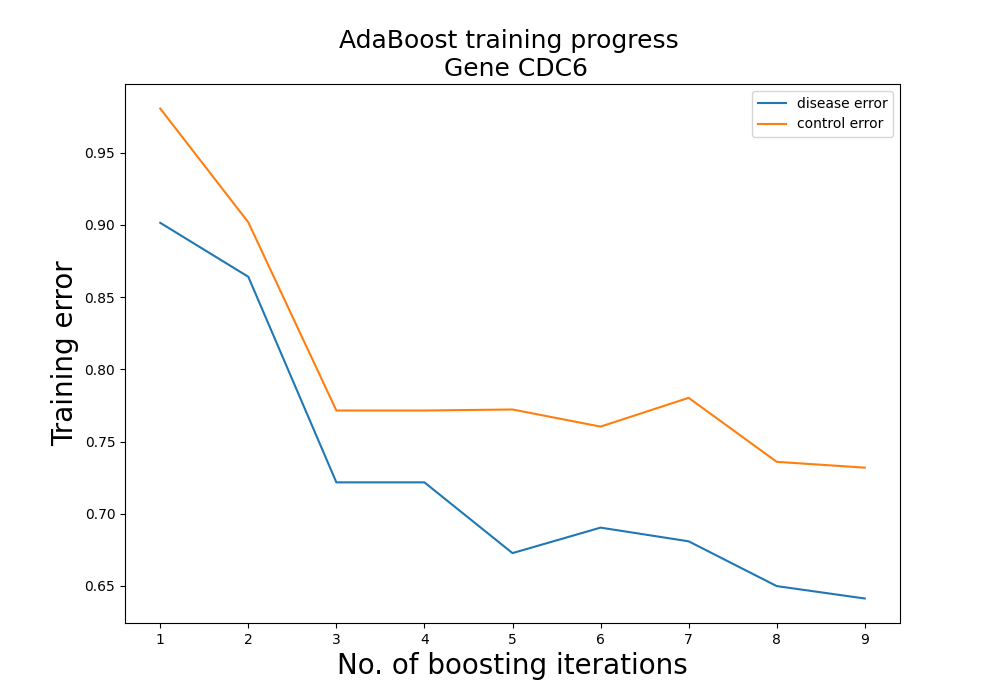 AdaBoost training progress
Gene CDC6
disease error
control error
Training error
0.95
0.90
0.85
0.80
0.75
0.70
0.65
1 2 3 4 5 6 7 8 9
No. of boosting iterations